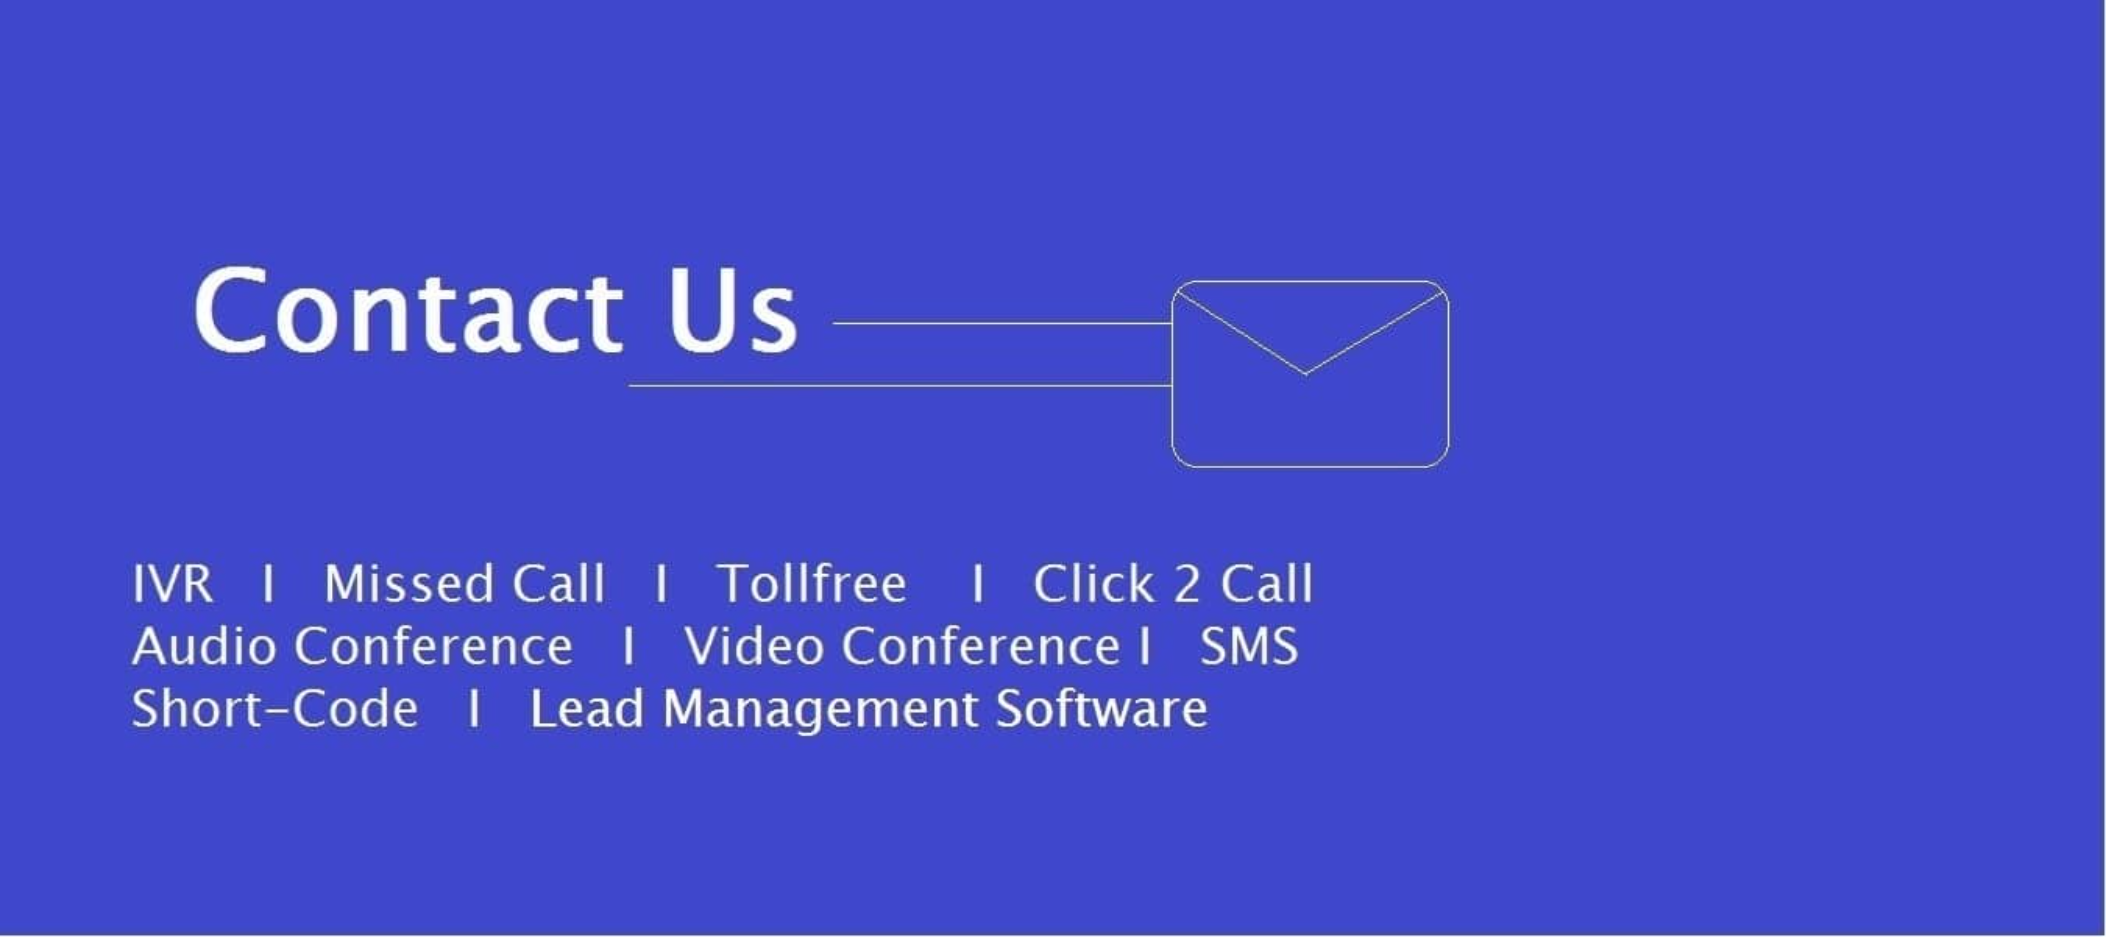 Contact Us
IVR I Missed Call I Tollfree I Click 2 Call
Audio Conference I Video Conference I SMS
Short-Code I Lead Management Software